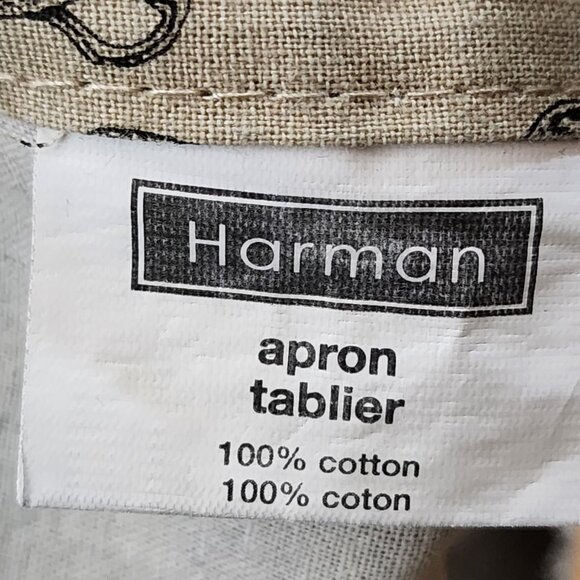 Harman
apron
tablier
100% cotton
100% coton